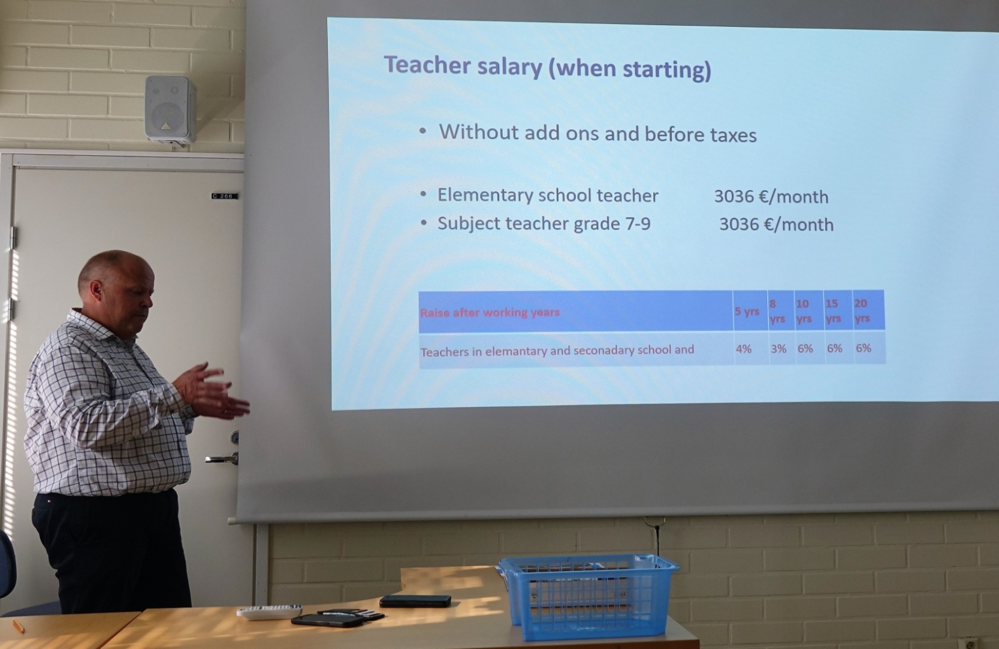 Teacher salary (when starting)
• Without add ons and before taxes
• Elementary school teacher 3036 €/month
• Subject teacher grade 7-9 3036 €/month
Raise after working years 5 yrs 8 yrs 10 yrs 15 yrs 20 yrs
Teachers in elemantary and seconadary school and 4% 3% 6% 6% 6%
C 266